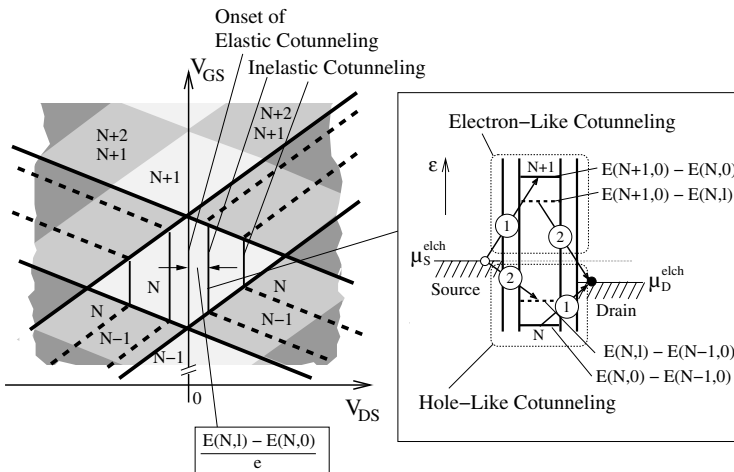 Onset of
Elastic Cotunneling
Inelastic Cotunneling
V_GS
N+2
N+1
N+2
N+1
N+1
N
N
N
N−1
N−1
N−1
0
V_DS
E(N,l) − E(N,0)
e
Electron−Like Cotunneling
ε
N+1
E(N+1,0) − E(N,0)
E(N+1,0) − E(N,l)
1
2
μ_S^elch
μ_D^elch
Source
2
1
Drain
N
E(N,l) − E(N−1,0)
E(N,0) − E(N−1,0)
Hole−Like Cotunneling